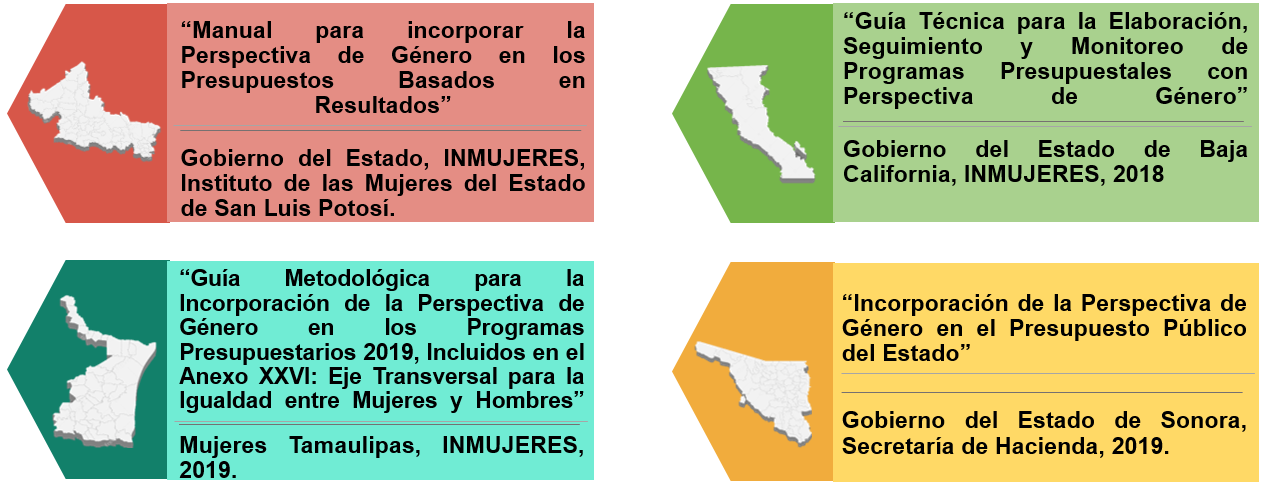 “Manual para incorporar la
Perspectiva de Género en los
Presupuestos Basados en
Resultados”
Gobierno del Estado, INMUJERES,
Instituto de las Mujeres del Estado
de San Luis Potosí.
“Guía Técnica para la Elaboración,
Seguimiento y Monitoreo de
Programas Presupuestales con
Perspectiva de Género”
Gobierno del Estado de Baja
California, INMUJERES, 2018
“Guía Metodológica para la
Incorporación de la Perspectiva de
Género en los Programas
Presupuestarios 2019, Incluidos en el
Anexo XXVI: Eje Transversal para la
Igualdad entre Mujeres y Hombres”
Mujeres Tamaulipas, INMUJERES,
2019.
“Incorporación de la Perspectiva de
Género en el Presupuesto Público
del Estado”
Gobierno del Estado de Sonora,
Secretaría de Hacienda, 2019.